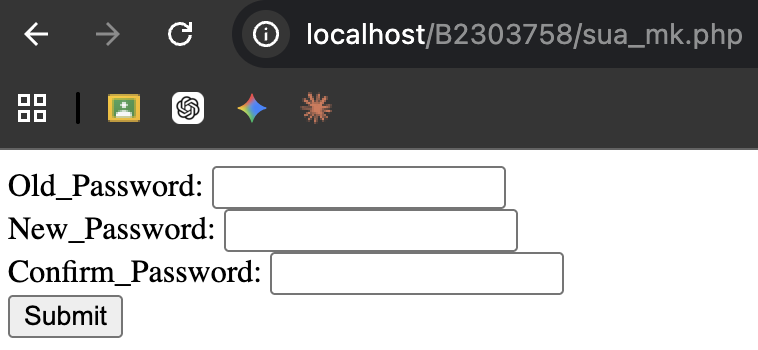 localhost/B2303758/sua_mk.php
Old_Password:
New_Password:
Confirm_Password:
Submit